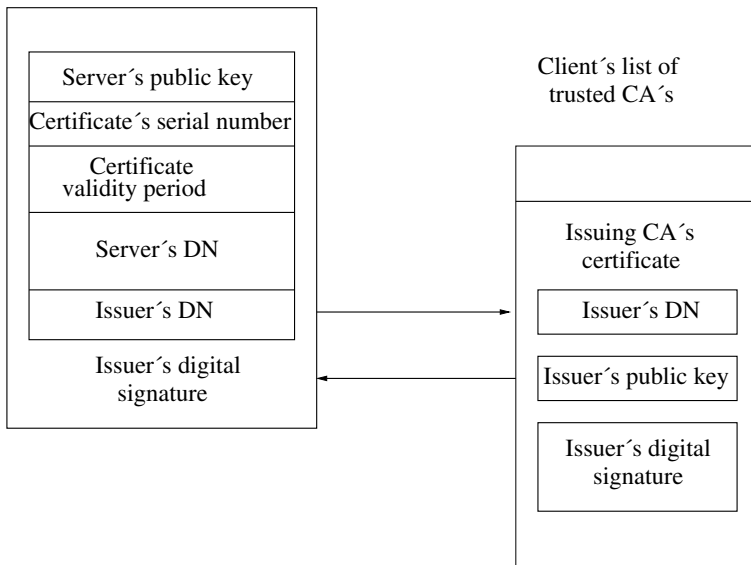 Server´s public key
Certificate´s serial number
Certificate
validity period
Server´s DN
Issuer´s DN
Issuer´s digital
signature
Client´s list of
trusted CA´s
Issuing CA´s
certificate
Issuer´s DN
Issuer´s public key
Issuer´s digital
signature